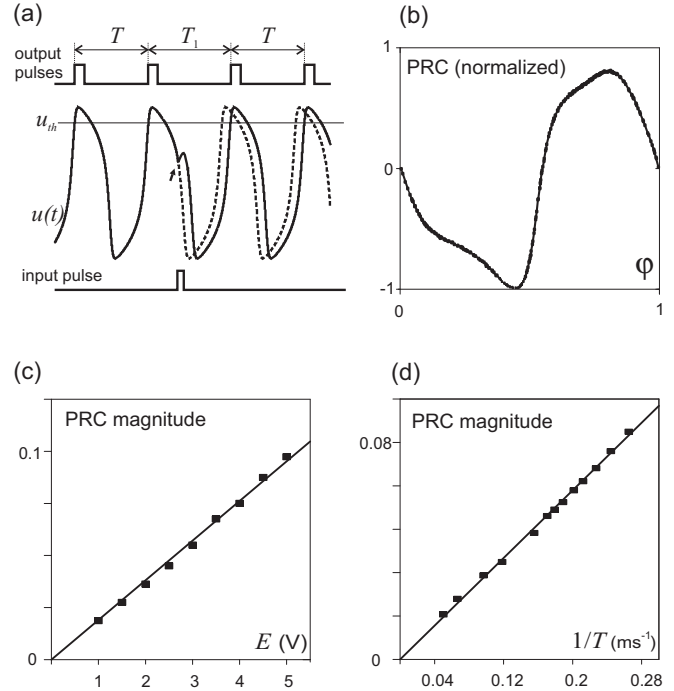 (a)
T T₁ T
output
pulses
u_th
u(t)
input pulse
(b)
1
PRC (normalized)
0
φ
-1
0 1
(c)
PRC magnitude
0.1
0
E (V)
1 2 3 4 5
(d)
PRC magnitude
0.08
0
1/T (ms⁻¹)
0.04 0.12 0.2 0.28